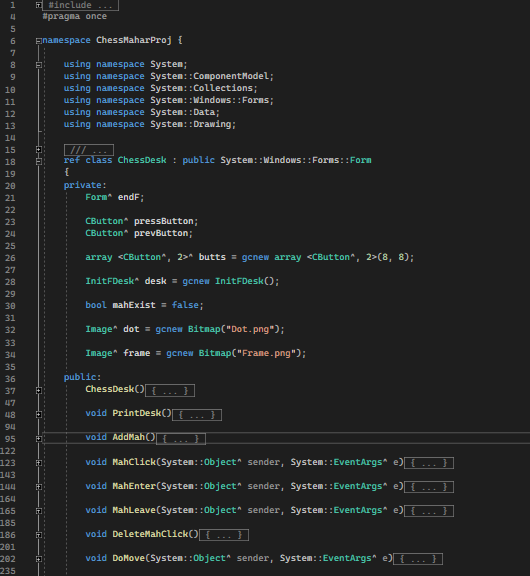 1 #include ...
4 #pragma once
5
6 namespace ChessMaharProj {
7
8 using namespace System;
9 using namespace System::ComponentModel;
10 using namespace System::Collections;
11 using namespace System::Windows::Forms;
12 using namespace System::Data;
13 using namespace System::Drawing;
14
15 /// ...
18 ref class ChessDesk : public System::Windows::Forms::Form
19 {
20 private:
21 Form^ endF;
22
23 CButton^ pressButton;
24 CButton^ prevButton;
25
26 array <CButton^, 2>^ butts = gcnew array <CButton^, 2>(8, 8);
27
28 InitFDesk^ desk = gcnew InitFDesk();
29
30 bool mahExist = false;
31
32 Image^ dot = gcnew Bitmap("Dot.png");
33
34 Image^ frame = gcnew Bitmap("Frame.png");
35
36 public:
37 ChessDesk() { ... }
47
48 void PrintDesk() { ... }
94
95 void AddMah() { ... }
122
123 void MahClick(System::Object^ sender, System::EventArgs^ e) { ... }
143
144 void MahEnter(System::Object^ sender, System::EventArgs^ e) { ... }
164
165 void MahLeave(System::Object^ sender, System::EventArgs^ e) { ... }
185
186 void DeleteMahClick() { ... }
201
202 void DoMove(System::Object^ sender, System::EventArgs^ e) { ... }
235